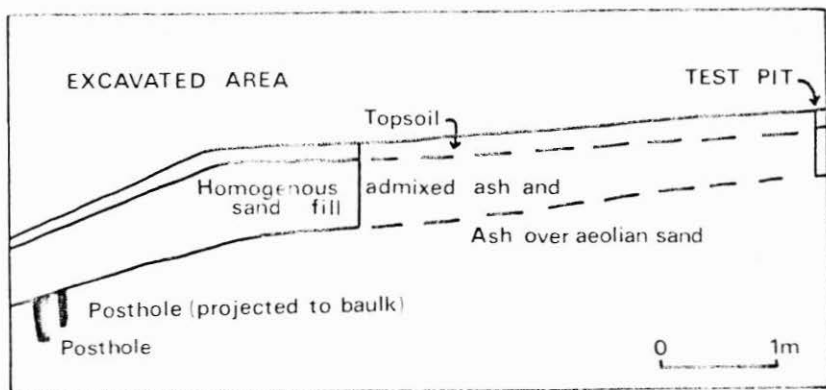 EXCAVATED AREA
TEST PIT
Topsoil
Homogenous admixed ash and
sand fill
Ash over aeolian sand
Posthole (projected to baulk)
Posthole
0 1m